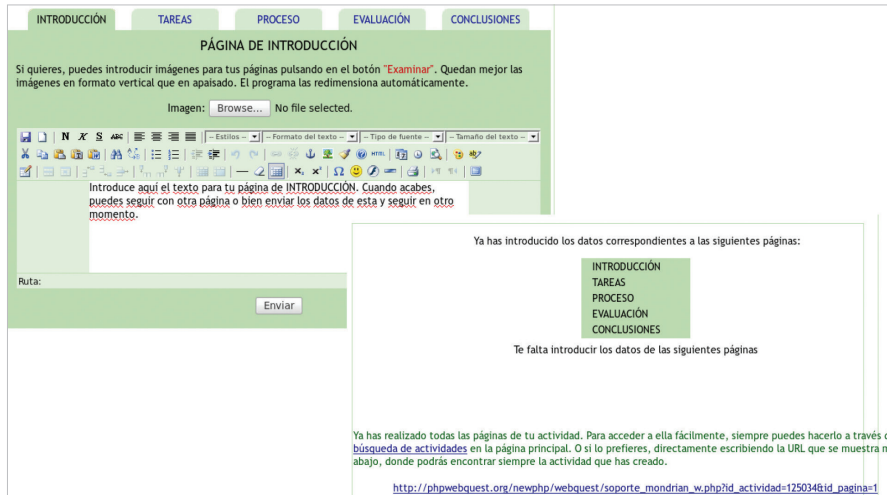 INTRODUCCIÓN TAREAS PROCESO EVALUACIÓN CONCLUSIONES
PÁGINA DE INTRODUCCIÓN
Si quieres, puedes introducir imágenes para tus páginas pulsando en el botón "Examinar". Quedan mejor las
imágenes en formato vertical que en apaisado. El programa las redimensiona automáticamente.
Imagen: Browse... No file selected.
N X S ABC -- Estilos -- -- Formato del texto -- -- Tipo de fuente -- -- Tamaño del texto --
HTML
Introduce aquí el texto para tu página de INTRODUCCIÓN. Cuando acabes,
puedes seguir con otra página o bien enviar los datos de esta y seguir en otro
momento.
Ruta:
Enviar
Ya has introducido los datos correspondientes a las siguientes páginas:
INTRODUCCIÓN
TAREAS
PROCESO
EVALUACIÓN
CONCLUSIONES
Te falta introducir los datos de las siguientes páginas
Ya has realizado todas las páginas de tu actividad. Para acceder a ella fácilmente, siempre puedes hacerlo a través
búsqueda de actividades en la página principal. O si lo prefieres, directamente escribiendo la URL que se muestra
abajo, donde podrás encontrar siempre la actividad que has creado.
http://phpwebquest.org/newphp/webquest/soporte_mondrian_w.php?id_actividad=125034&id_pagina=1